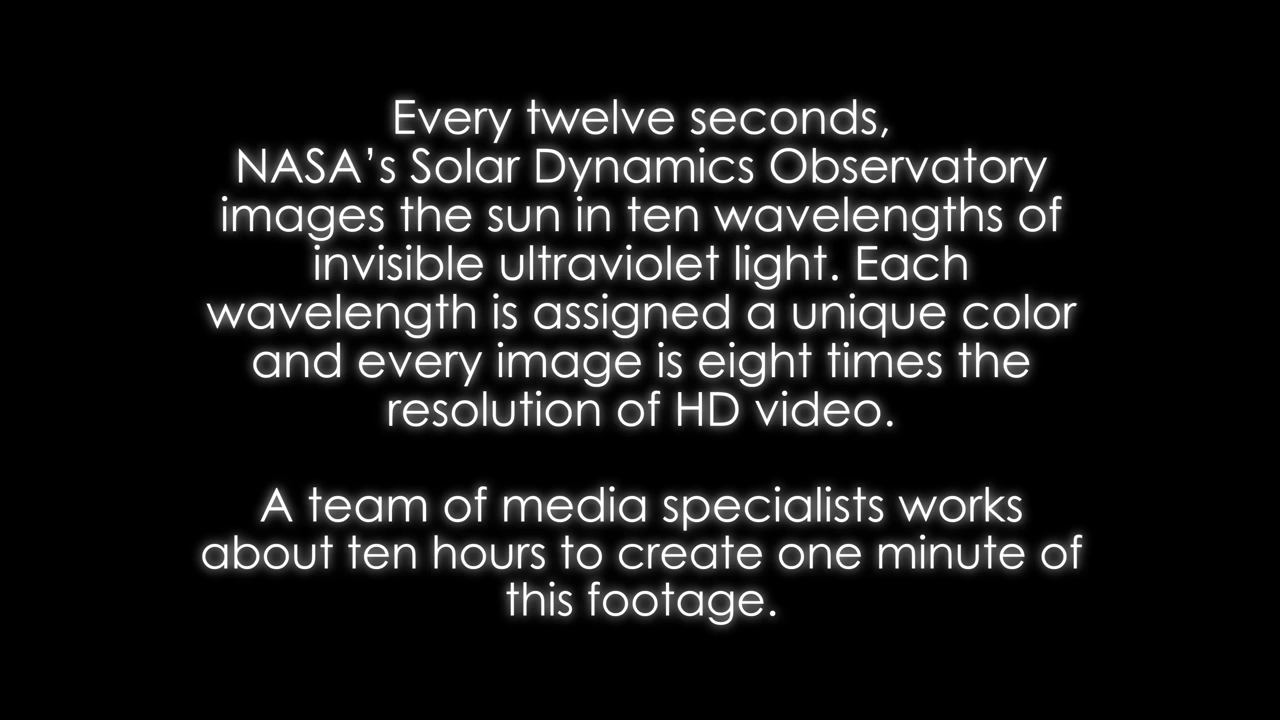 Every twelve seconds,
NASA’s Solar Dynamics Observatory
images the sun in ten wavelengths of
invisible ultraviolet light. Each
wavelength is assigned a unique color
and every image is eight times the
resolution of HD video.
A team of media specialists works
about ten hours to create one minute of
this footage.